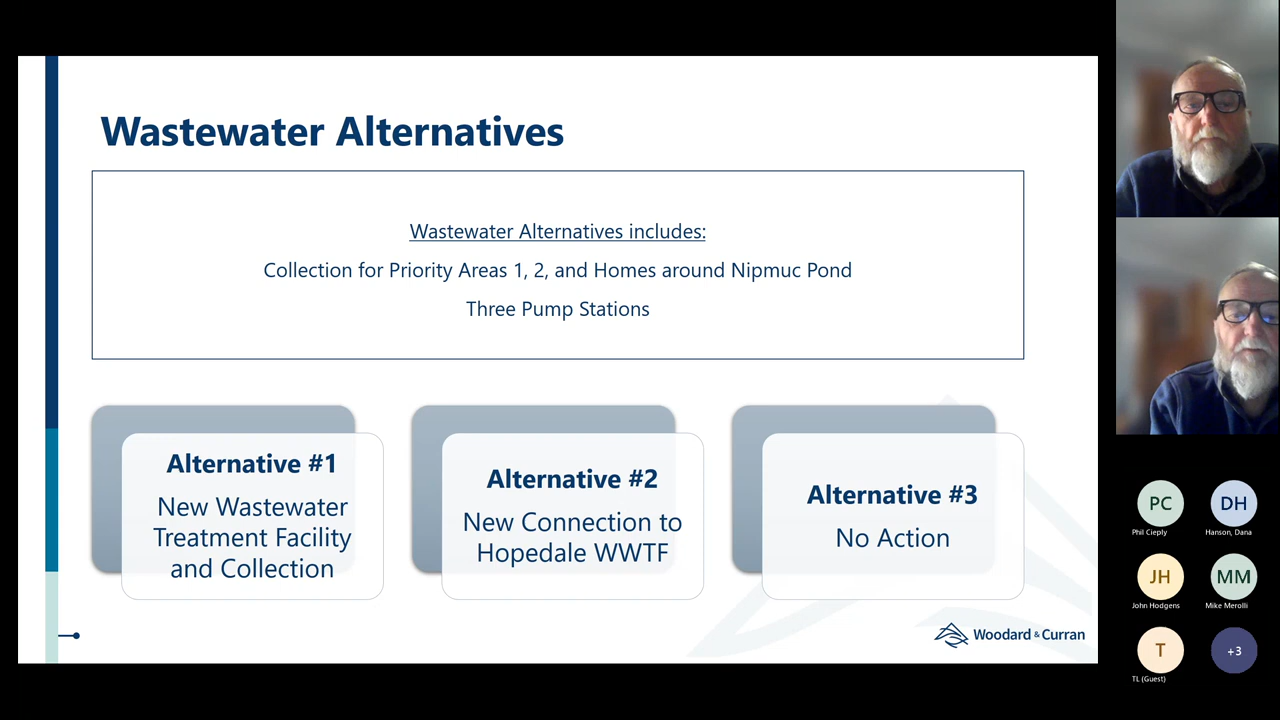 Wastewater Alternatives
Wastewater Alternatives includes:
Collection for Priority Areas 1, 2, and Homes around Nipmuc Pond
Three Pump Stations
Alternative #1
New Wastewater
Treatment Facility
and Collection
Alternative #2
New Connection to
Hopedale WWTF
Alternative #3
No Action
Woodard & Curran
PC
Phil Cieply
DH
Hanson, Dana
JH
John Hodgens
MM
Mike Merolli
T
TL (Guest)
+3